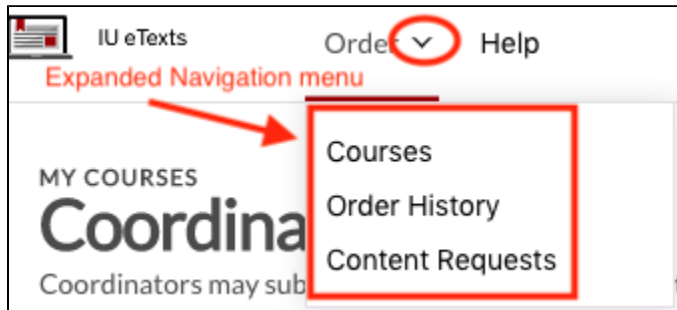 IU eTexts
Order
Help
Expanded Navigation menu
Courses
Order History
Content Requests
MY COURSES
Coordina
Coordinators may sub